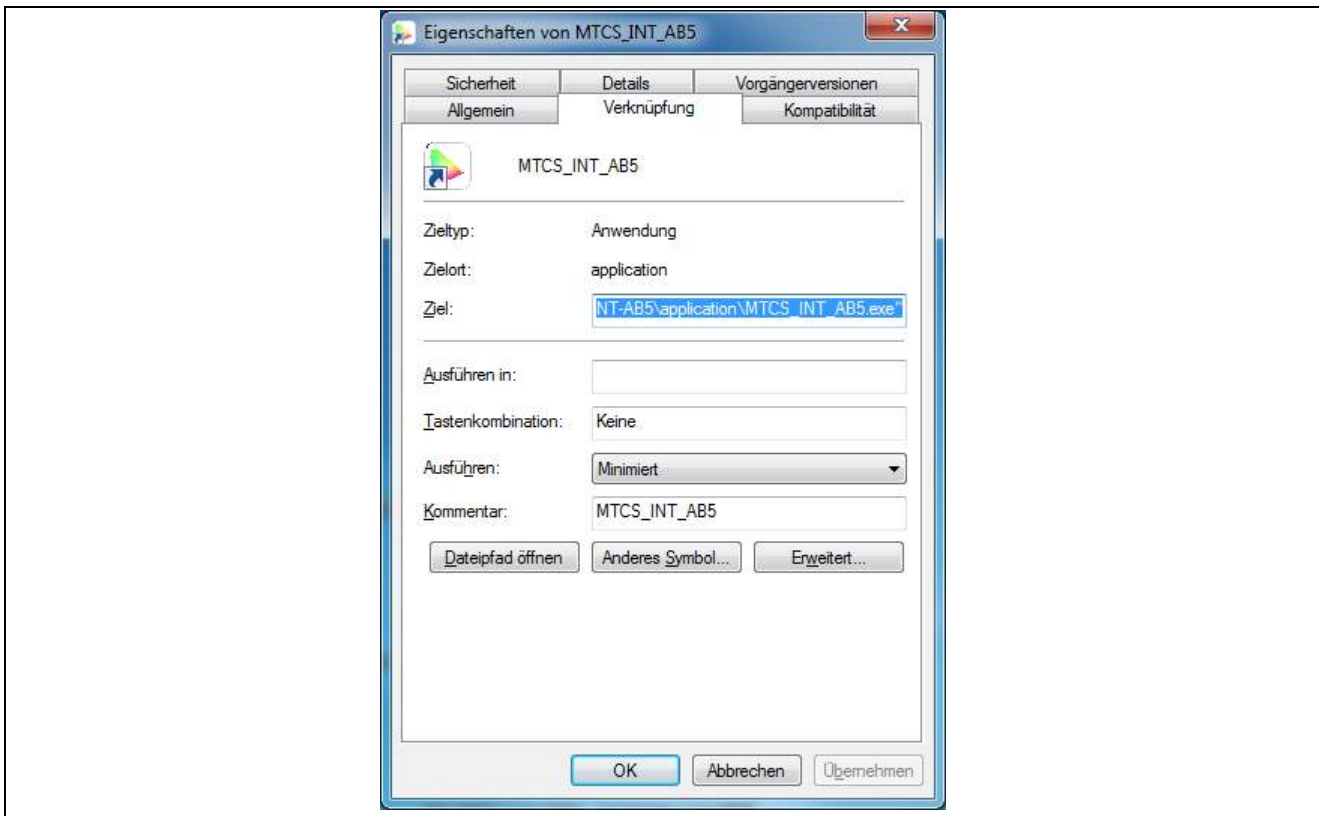 Eigenschaften von MTCS_INT_AB5
Sicherheit Details Vorgängerversionen
Allgemein Verknüpfung Kompatibilität
MTCS_INT_AB5
Zieltyp: Anwendung
Zielort: application
Ziel: NT-AB5\application\MTCS_INT_AB5.exe"
Ausführen in:
Tastenkombination: Keine
Ausführen: Minimiert
Kommentar: MTCS_INT_AB5
Dateipfad öffnen Anderes Symbol... Erweitert...
OK Abbrechen Übernehmen